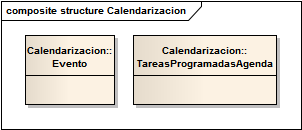 composite structure Calendarizacion
Calendarizacion::
Evento
Calendarizacion::
TareasProgramadasAgenda